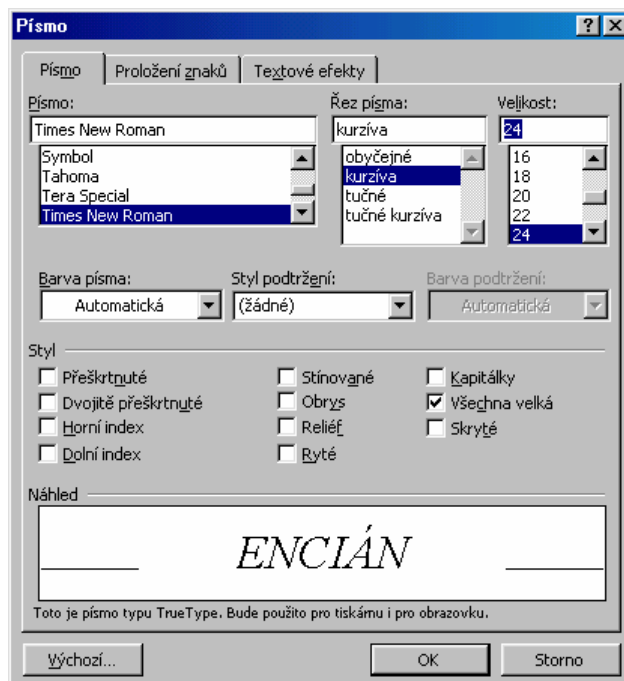 Písmo
Písmo
Proložení znaků
Textové efekty
Písmo:
Řez písma:
Velikost:
Times New Roman
kurzíva
24
Symbol
Tahoma
Tera Special
Times New Roman
obyčejné
kurzíva
tučné
tučné kurzíva
16
18
20
22
24
Barva písma:
Styl podtržení:
Barva podtržení:
Automatická
(žádné)
Automatická
Styl
Přeškrtnuté
Stínované
Kapitálky
Dvojitě přeškrtnuté
Obrys
Všechna velká
Horní index
Reliéf
Skryté
Dolní index
Ryté
Náhled
ENCIÁN
Toto je písmo typu TrueType. Bude použito pro tiskárnu i pro obrazovku.
Výchozí...
OK
Storno